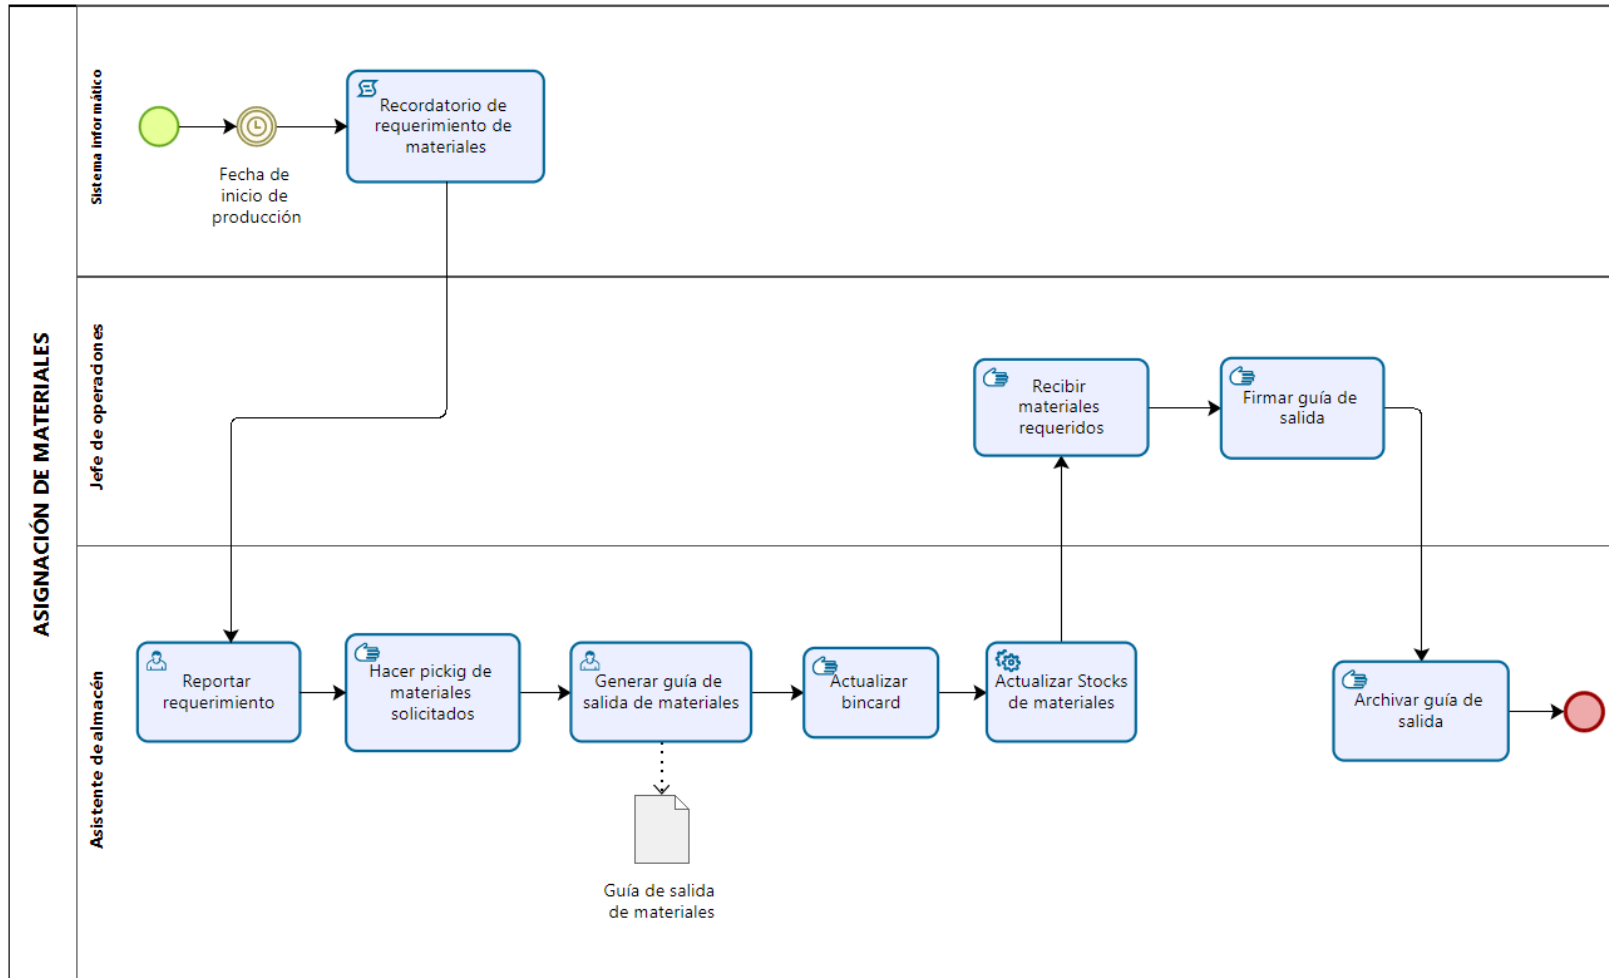 ASIGNACIÓN DE MATERIALES
Sistema informático
Fecha de
inicio de
producción
Recordatorio de
requerimiento de
materiales
Jefe de operaciones
Recibir
materiales
requeridos
Firmar guía de
salida
Asistente de almacén
Reportar
requerimiento
Hacer pickig de
materiales
solicitados
Generar guía de
salida de materiales
Actualizar
bincard
Actualizar Stocks
de materiales
Archivar guía de
salida
Guía de salida
de materiales